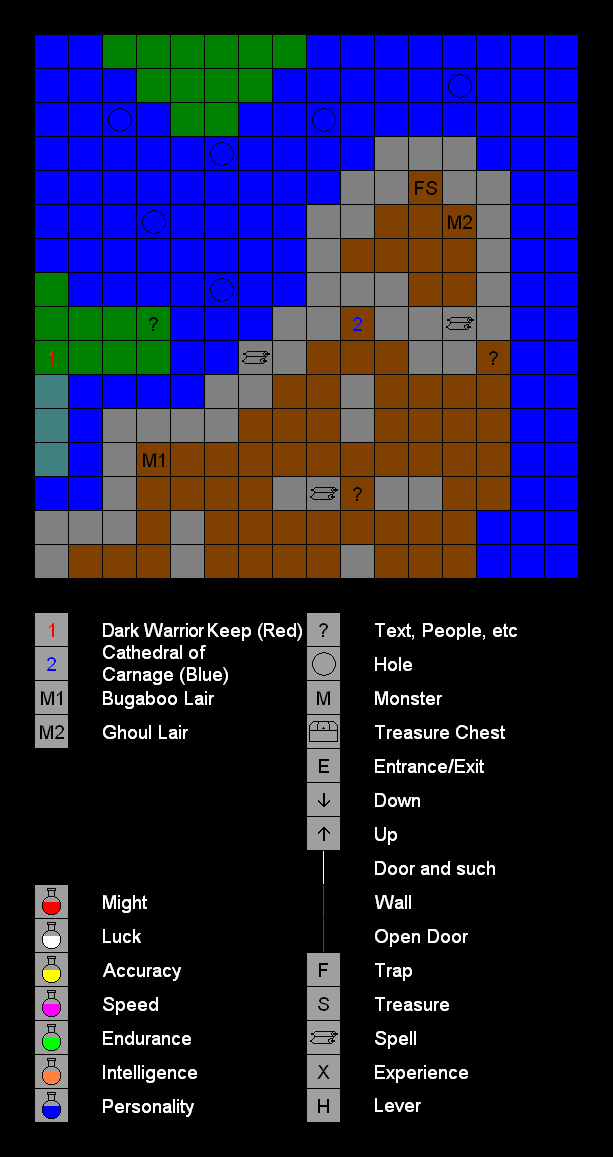 FS
M2
?
2
1
?
M1
?
1 Dark Warrior Keep (Red)
2 Cathedral of
Carnage (Blue)
M1 Bugaboo Lair
M2 Ghoul Lair
? Text, People, etc
Hole
M Monster
Treasure Chest
E Entrance/Exit
↓ Down
↑ Up
Door and such
Wall
Open Door
Might
Luck
Accuracy
Speed
Endurance
Intelligence
Personality
F Trap
S Treasure
Spell
X Experience
H Lever